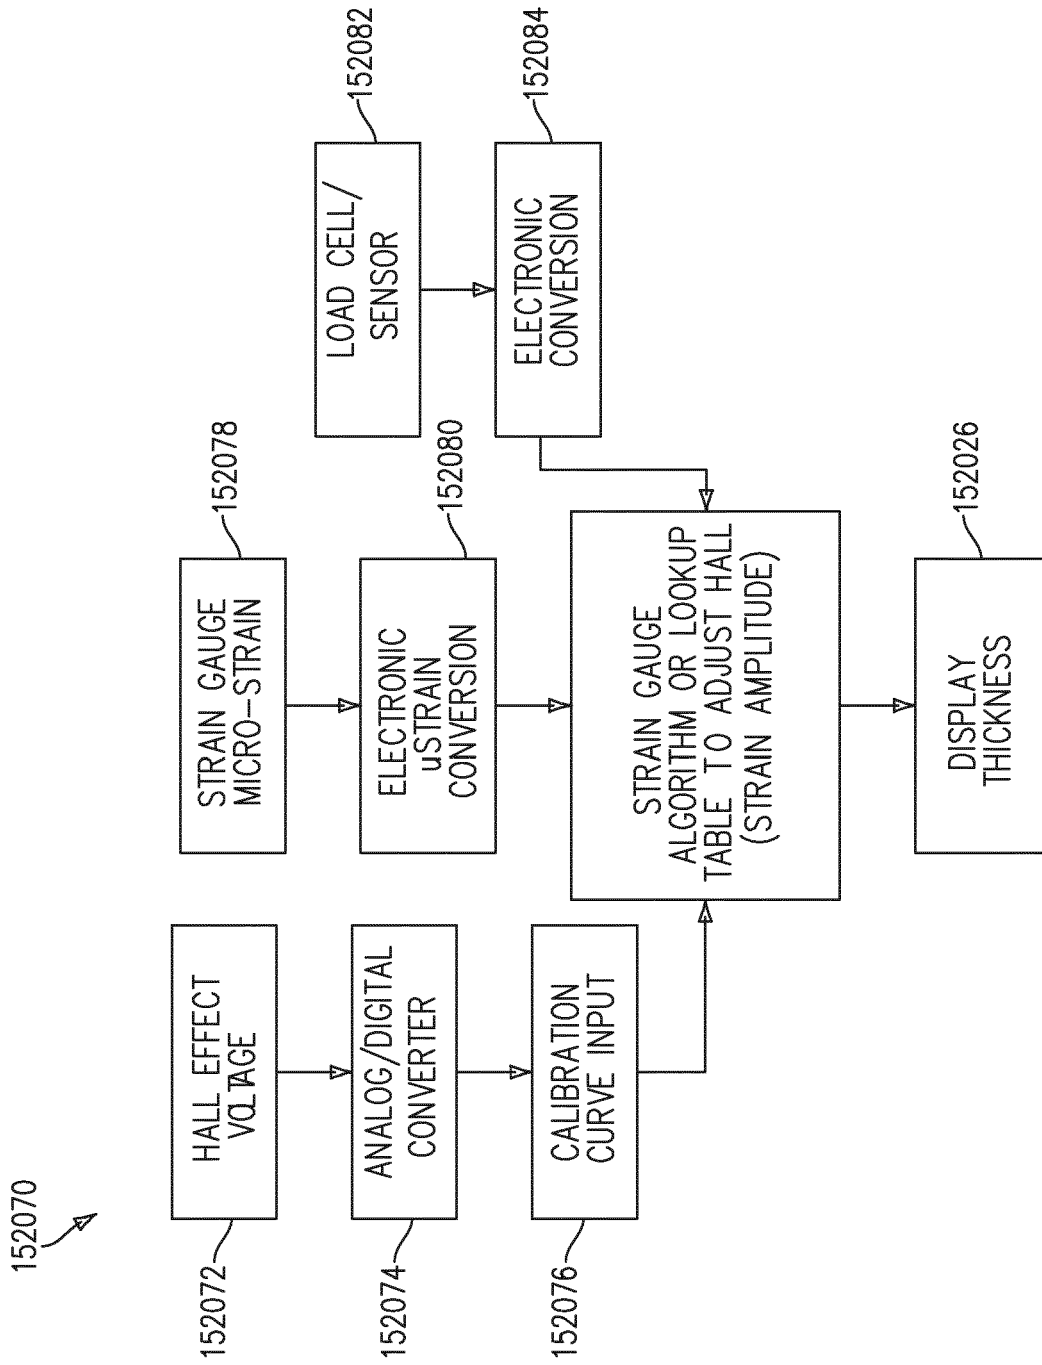 152070
152072
HALL EFFECT
VOLTAGE
152074
ANALOG/DIGITAL
CONVERTER
152076
CALIBRATION
CURVE INPUT
152078
STRAIN GAUGE
MICRO-STRAIN
152080
ELECTRONIC
uSTRAIN
CONVERSION
152082
LOAD CELL/
SENSOR
152084
ELECTRONIC
CONVERSION
STRAIN GAUGE
ALGORITHM OR LOOKUP
TABLE TO ADJUST HALL
(STRAIN AMPLITUDE)
152026
DISPLAY
THICKNESS